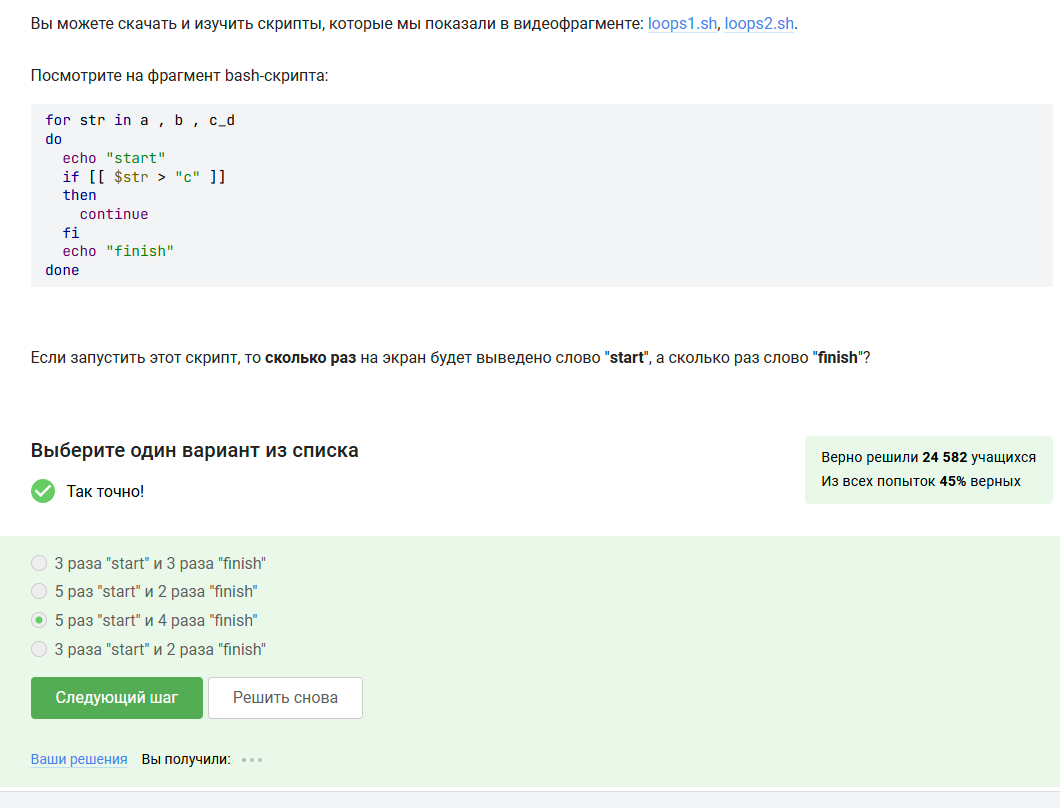 Вы можете скачать и изучить скрипты, которые мы показали в видеофрагменте: loops1.sh, loops2.sh.
Посмотрите на фрагмент bash-скрипта:
for str in a , b , c_d
do
  echo "start"
  if [[ $str > "c" ]]
  then
    continue
  fi
  echo "finish"
done
Если запустить этот скрипт, то сколько раз на экран будет выведено слово "start", а сколько раз слово "finish"?
Выберите один вариант из списка
Так точно!
Верно решили 24 582 учащихся
Из всех попыток 45% верных
3 раза "start" и 3 раза "finish"
5 раз "start" и 2 раза "finish"
5 раз "start" и 4 раза "finish"
3 раза "start" и 2 раза "finish"
Следующий шаг Решить снова
Ваши решения Вы получили: